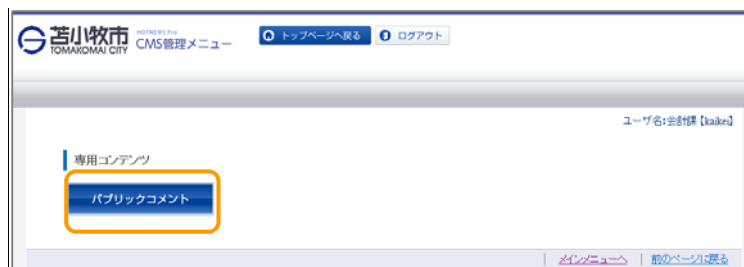 苫小牧市
TOMAKOMAI CITY
HOTNEWS Pro
CMS管理メニュー
トップページへ戻る
ログアウト
ユーザ名:会計課【kaikei】
専用コンテンツ
パブリックコメント
| メインメニューへ | 前のページに戻る